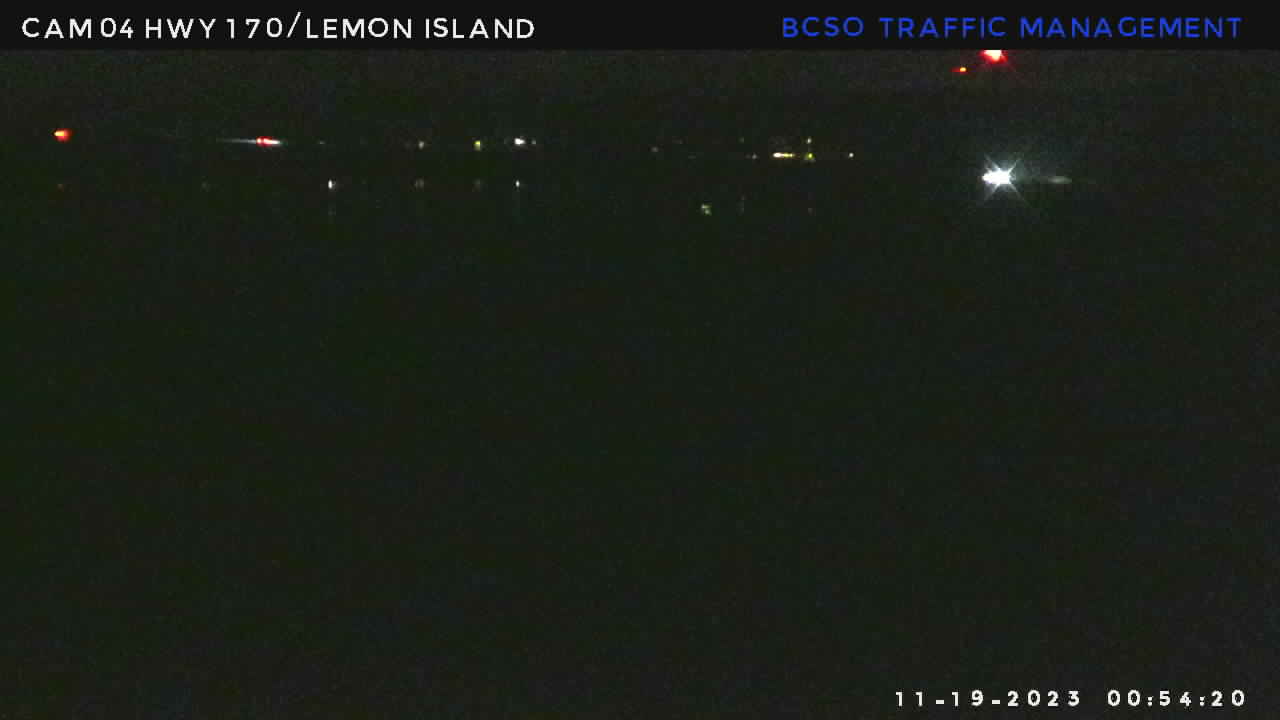 CAM 04 HWY 170/LEMON ISLAND
BCSO TRAFFIC MANAGEMENT
11-19-2023 00:54:20